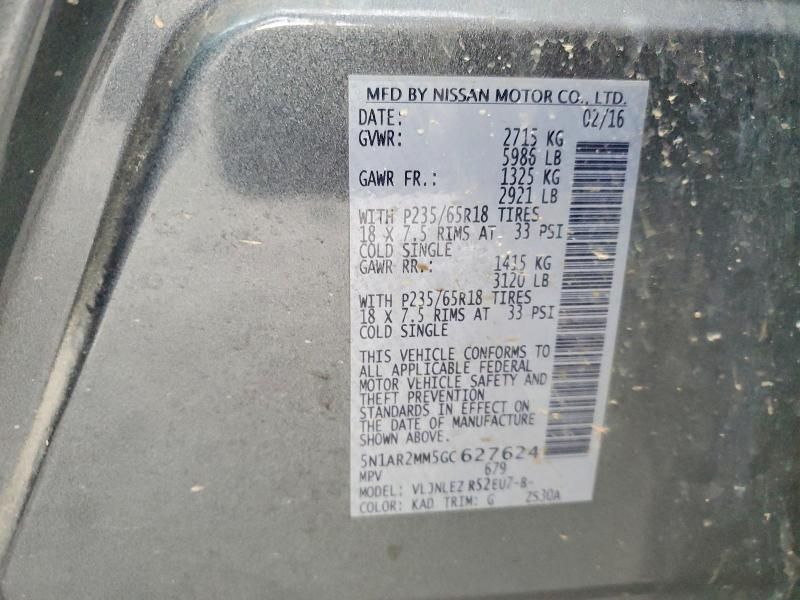 MFD BY NISSAN MOTOR CO., LTD.
DATE: 02/16
GVWR: 2715 KG
5986 LB
GAWR FR.: 1325 KG
2921 LB
WITH P235/65R18 TIRES
18 X 7.5 RIMS AT 33 PSI
COLD SINGLE
GAWR RR.: 1415 KG
3120 LB
WITH P235/65R18 TIRES
18 X 7.5 RIMS AT 33 PSI
COLD SINGLE
THIS VEHICLE CONFORMS TO
ALL APPLICABLE FEDERAL
MOTOR VEHICLE SAFETY AND
THEFT PREVENTION
STANDARDS IN EFFECT ON
THE DATE OF MANUFACTURE
SHOWN ABOVE.
5N1AR2MM5GC627624
MPV 679
MODEL:
COLOR: KAD TRIM: G